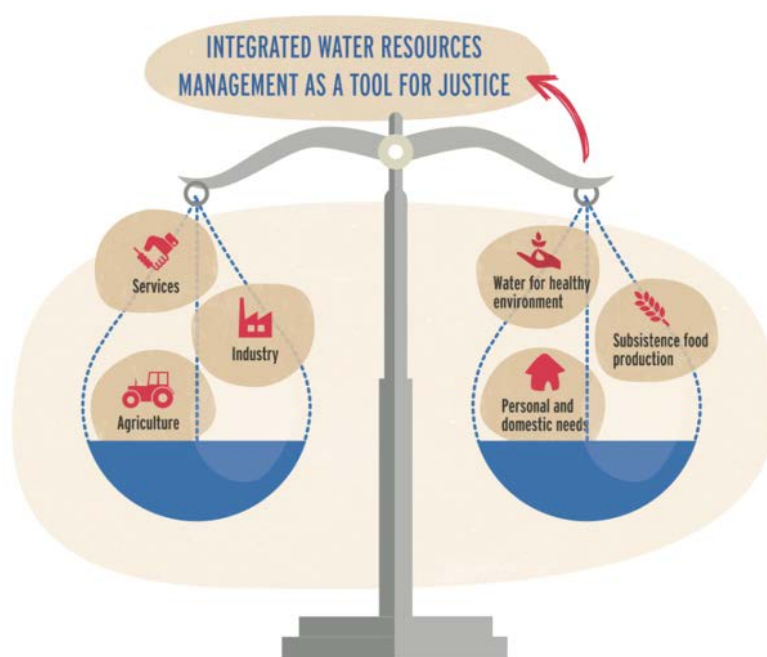 INTEGRATED WATER RESOURCES
MANAGEMENT AS A TOOL FOR JUSTICE
Services
Industry
Agriculture
Water for healthy
environment
Subsistence food
production
Personal and
domestic needs